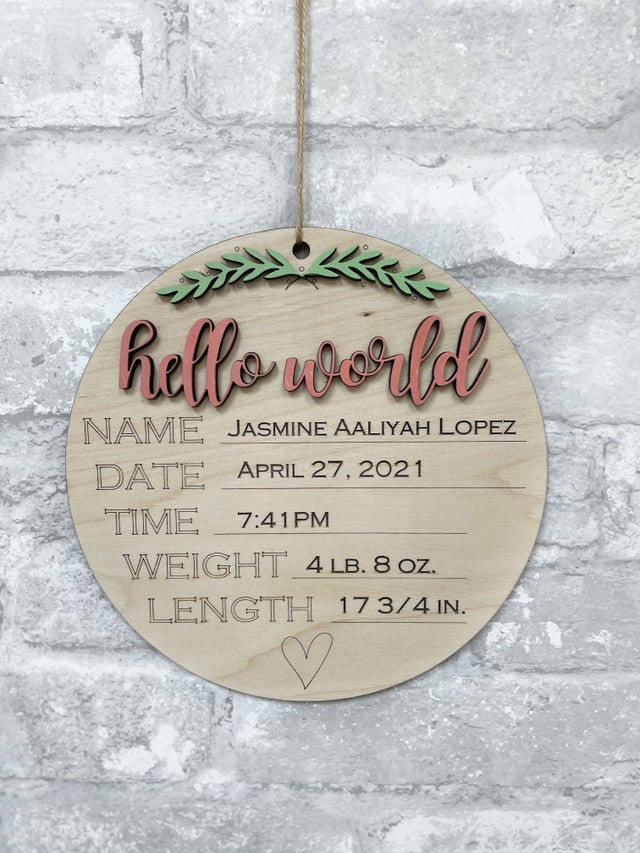 hello world
NAME JASMINE AALIYAH LOPEZ
DATE APRIL 27, 2021
TIME 7:41PM
WEIGHT 4 LB. 8 OZ.
LENGTH 17 3/4 IN.